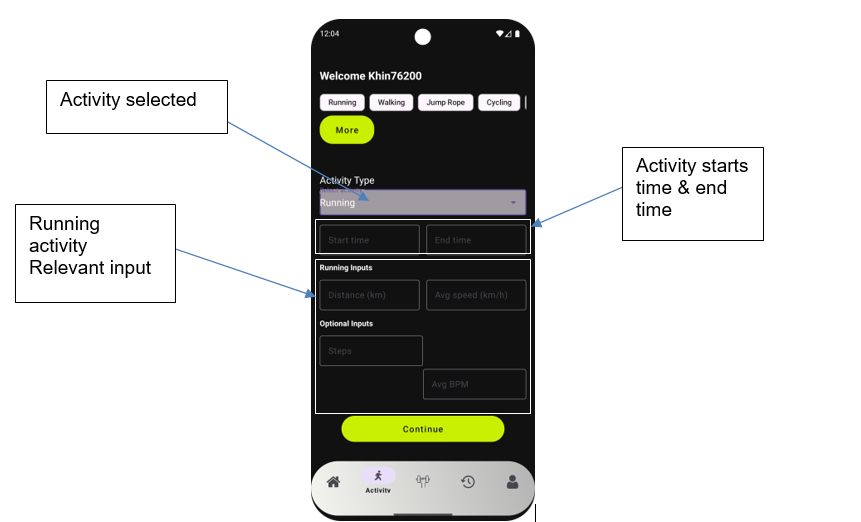 12:04
Welcome Khin76200
Running Walking Jump Rope Cycling
More
Activity selected
Activity Type
Running
Activity starts
time & end
time
Running
activity
Relevant input
Start time End time
Running Inputs
Distance (km) Avg speed (km/h)
Optional Inputs
Steps
Avg BPM
Continue
Activity